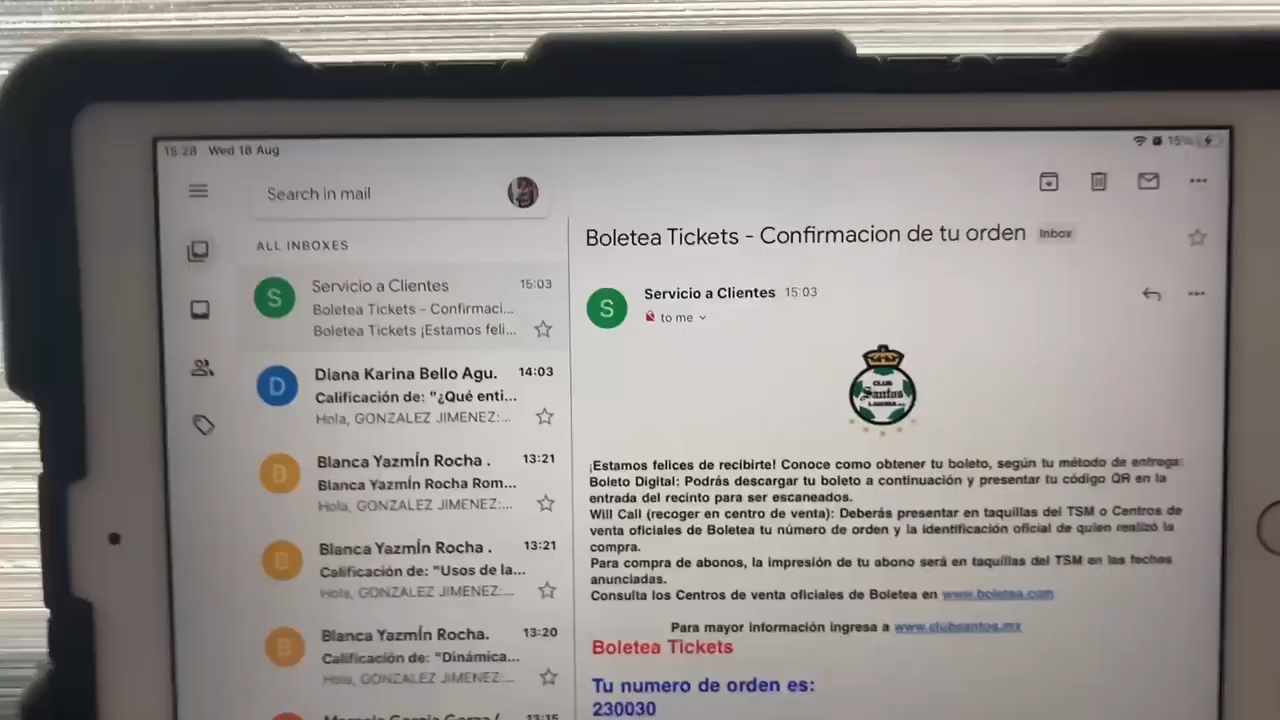 18:28 Wed 18 Aug
15%
Search in mail
ALL INBOXES
S
Servicio a Clientes 15:03
Boletea Tickets - Confirmaci...
Boletea Tickets ¡Estamos feli...
D
Diana Karina Bello Agu. 14:03
Calificación de: "¿Qué enti...
Hola, GONZALEZ JIMENEZ:...
B
Blanca Yazmín Rocha . 13:21
Blanca Yazmín Rocha Rom...
Hola, GONZALEZ JIMENEZ:...
B
Blanca Yazmín Rocha . 13:21
Calificación de: "Usos de la...
Hola, GONZALEZ JIMENEZ:...
B
Blanca Yazmín Rocha. 13:20
Calificación de: "Dinámica...
Hola, GONZALEZ JIMENEZ:...
13:15
Boletea Tickets - Confirmacion de tu orden Inbox
S
Servicio a Clientes 15:03
to me
CLUB
Santos
LAGUNA
¡Estamos felices de recibirte! Conoce como obtener tu boleto, según tu método de entrega:
Boleto Digital: Podrás descargar tu boleto a continuación y presentar tu código QR en la
entrada del recinto para ser escaneados.
Will Call (recoger en centro de venta): Deberás presentar en taquillas del TSM o Centros de
venta oficiales de Boletea tu número de orden y la identificación oficial de quien realizó la
compra.
Para compra de abonos, la impresión de tu abono será en taquillas del TSM en las fechas
anunciadas.
Consulta los Centros de venta oficiales de Boletea en www.boletea.com
Para mayor información ingresa a www.clubsantos.mx
Boletea Tickets
Tu numero de orden es:
230030